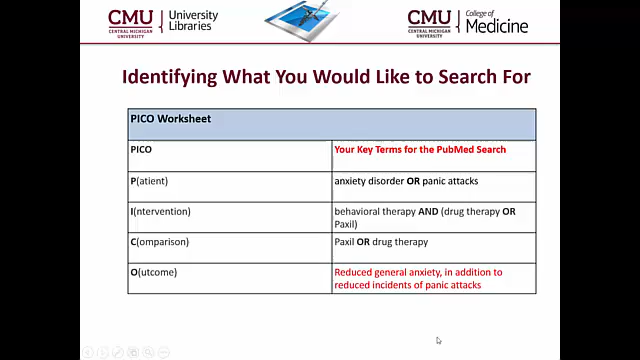 CMU
CENTRAL MICHIGAN
UNIVERSITY
University
Libraries
CMU
CENTRAL MICHIGAN
UNIVERSITY
College of
Medicine
Identifying What You Would Like to Search For
PICO Worksheet
PICO
Your Key Terms for the PubMed Search
P(atient)
anxiety disorder OR panic attacks
I(ntervention)
behavioral therapy AND (drug therapy OR
Paxil)
C(omparison)
Paxil OR drug therapy
O(utcome)
Reduced general anxiety, in addition to
reduced incidents of panic attacks